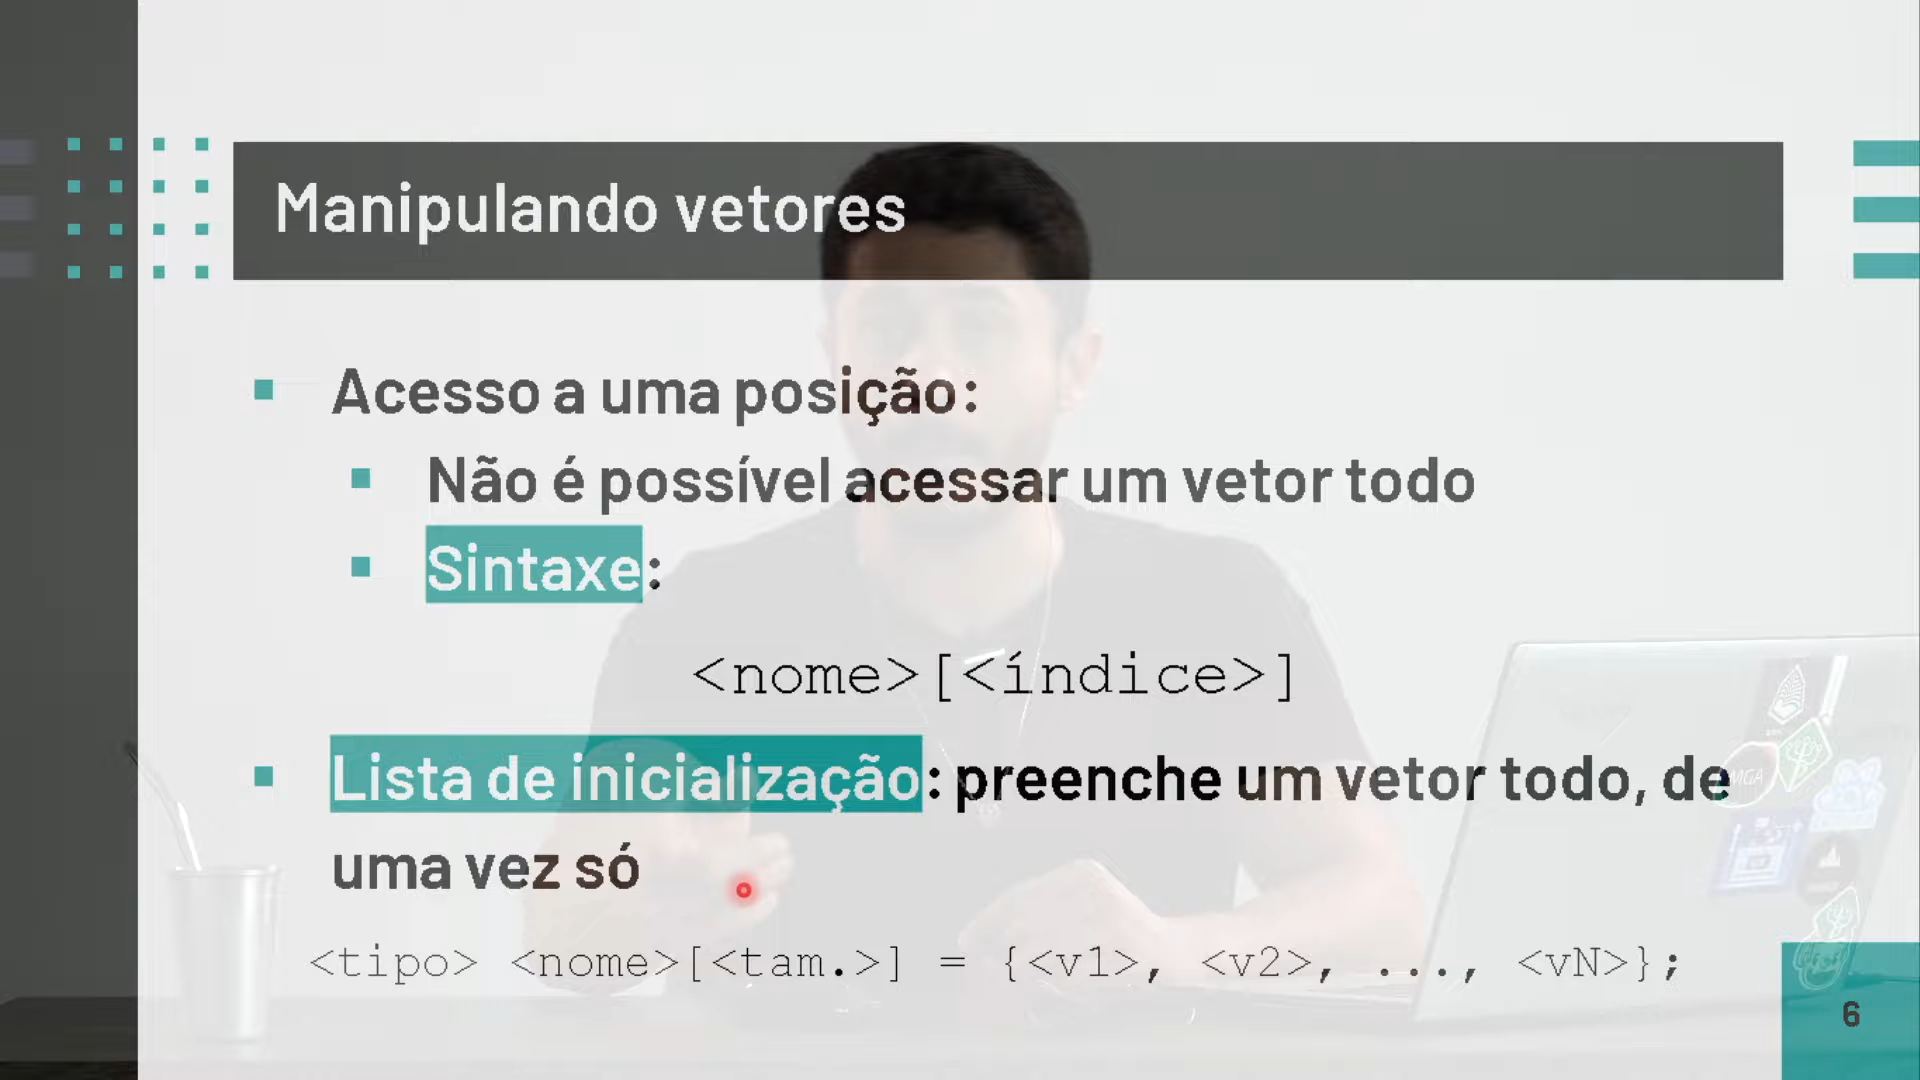 Manipulando vetores
Acesso a uma posição:
Não é possível acessar um vetor todo
Sintaxe:
<nome>[<índice>]
Lista de inicialização: preenche um vetor todo, de
uma vez só
<tipo> <nome>[<tam.>] = {<v1>, <v2>, ..., <vN>};
MGA
6